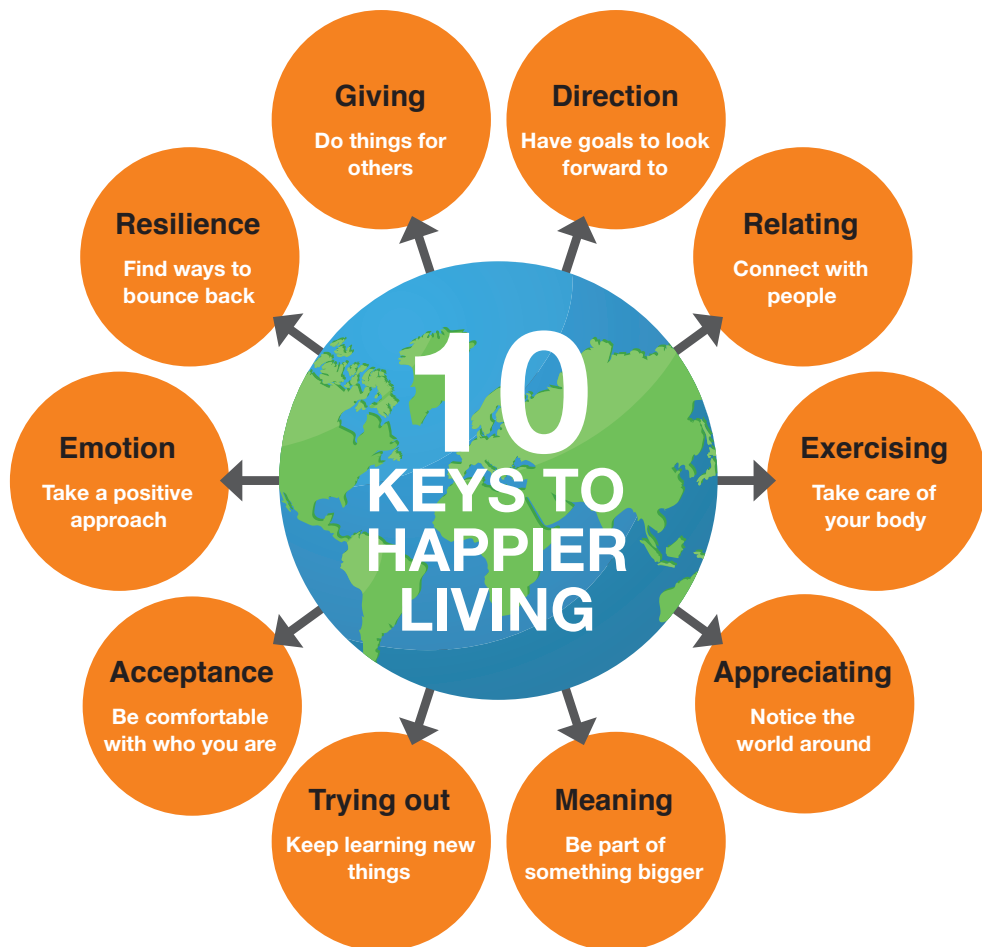 10
KEYS TO
HAPPIER
LIVING
Giving
Do things for
others
Direction
Have goals to look
forward to
Relating
Connect with
people
Exercising
Take care of
your body
Appreciating
Notice the
world around
Meaning
Be part of
something bigger
Trying out
Keep learning new
things
Acceptance
Be comfortable
with who you are
Emotion
Take a positive
approach
Resilience
Find ways to
bounce back